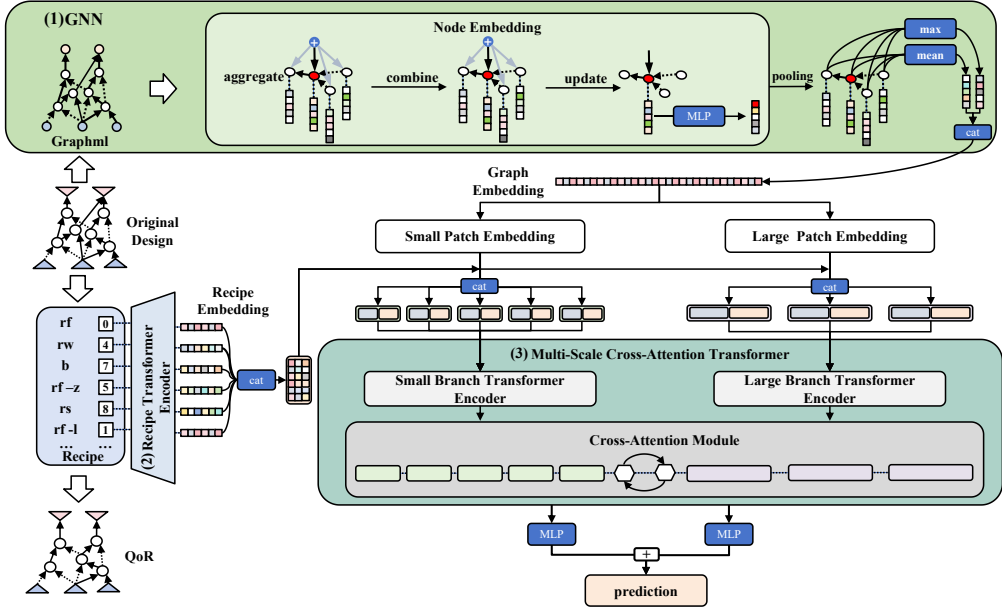 (1)GNN
Node Embedding
aggregate
combine
update
MLP
pooling
max
mean
cat
Graphml
Graph
Embedding
Original
Design
Small Patch Embedding
Large Patch Embedding
cat
cat
Recipe
Embedding
rf 0
rw 4
b 7
rf –z 5
rs 8
rf -l 1
... ...
Recipe
(2) Recipe Transformer
Encoder
cat
(3) Multi-Scale Cross-Attention Transformer
Small Branch Transformer
Encoder
Large Branch Transformer
Encoder
Cross-Attention Module
QoR
MLP
MLP
+
prediction